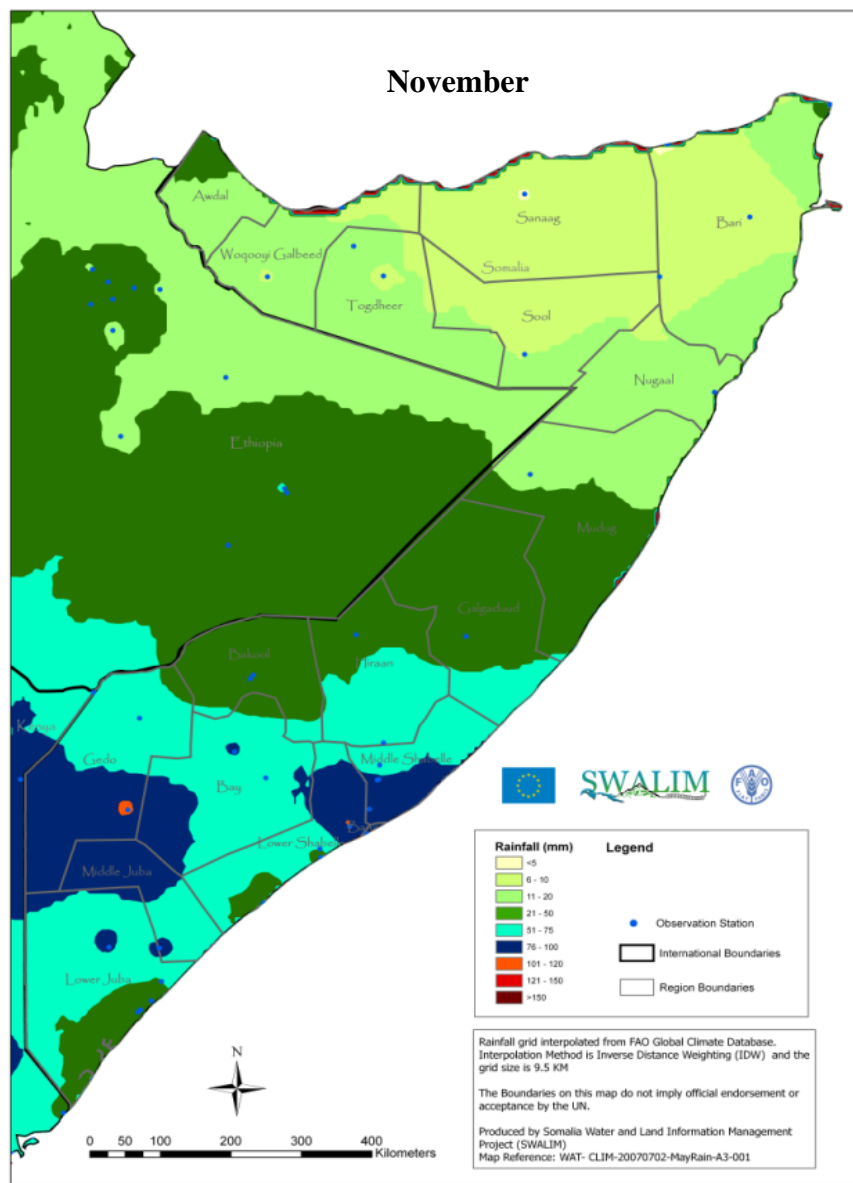 November
Awdal
Sanaag
Bari
Woqooyi Galbeed
Somalia
Togdheer
Sool
Nugaal
Ethiopia
Mudug
Galgaduud
Bakool
Hiraan
Kenya
Gedo
Middle Shabelle
Bay
SWALIM
FAO
Lower Shabelle
Middle Juba
Lower Juba
Rainfall (mm)
Legend
<5
6 - 10
11 - 20
21 - 50
51 - 75
76 - 100
101 - 120
121 - 150
>150
Observation Station
International Boundaries
Region Boundaries
Rainfall grid interpolated from FAO Global Climate Database.
Interpolation Method is Inverse Distance Weighting (IDW)  and the
grid size is 9.5 KM
The Boundaries on this map do not imply official endorsement or
acceptance by the UN.
Produced by Somalia Water and Land Information Management
Project (SWALIM)
Map Reference: WAT- CLIM-20070702-MayRain-A3-001
N
0 50 100 200 300 400
Kilometers